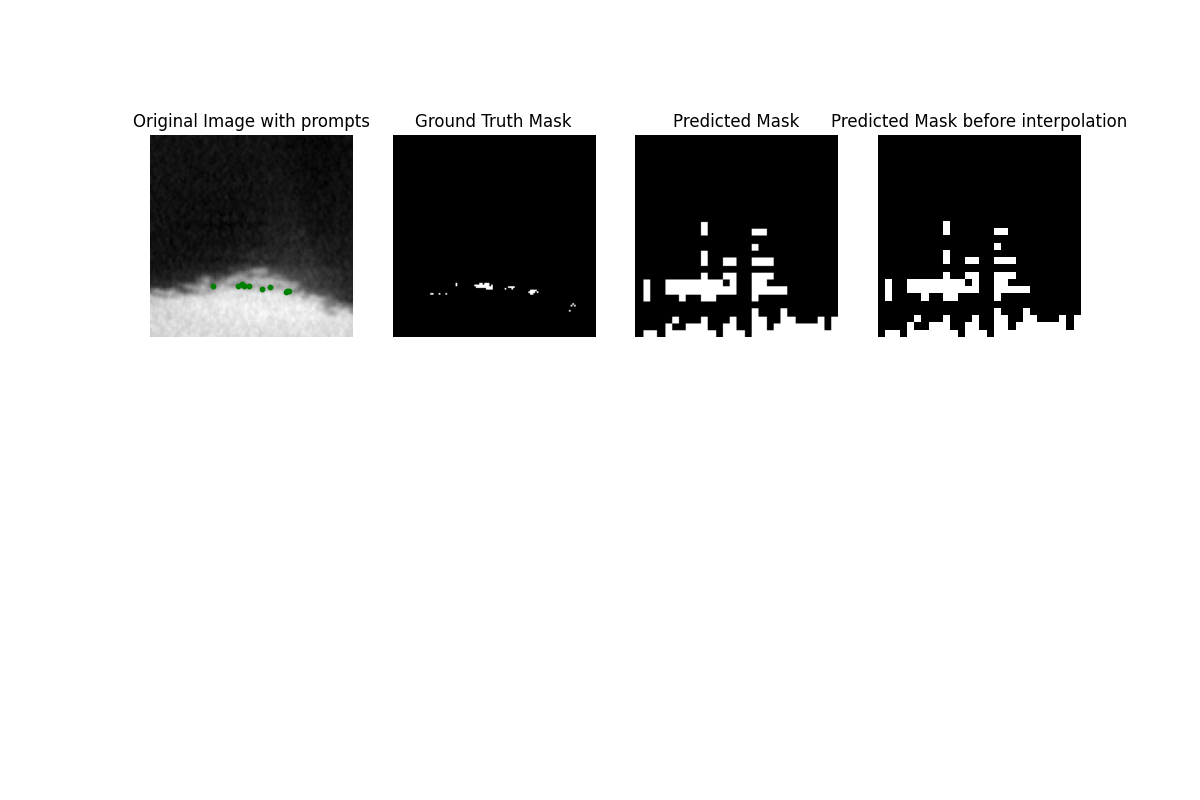 Original Image with prompts
Ground Truth Mask
Predicted Mask
Predicted Mask before interpolation